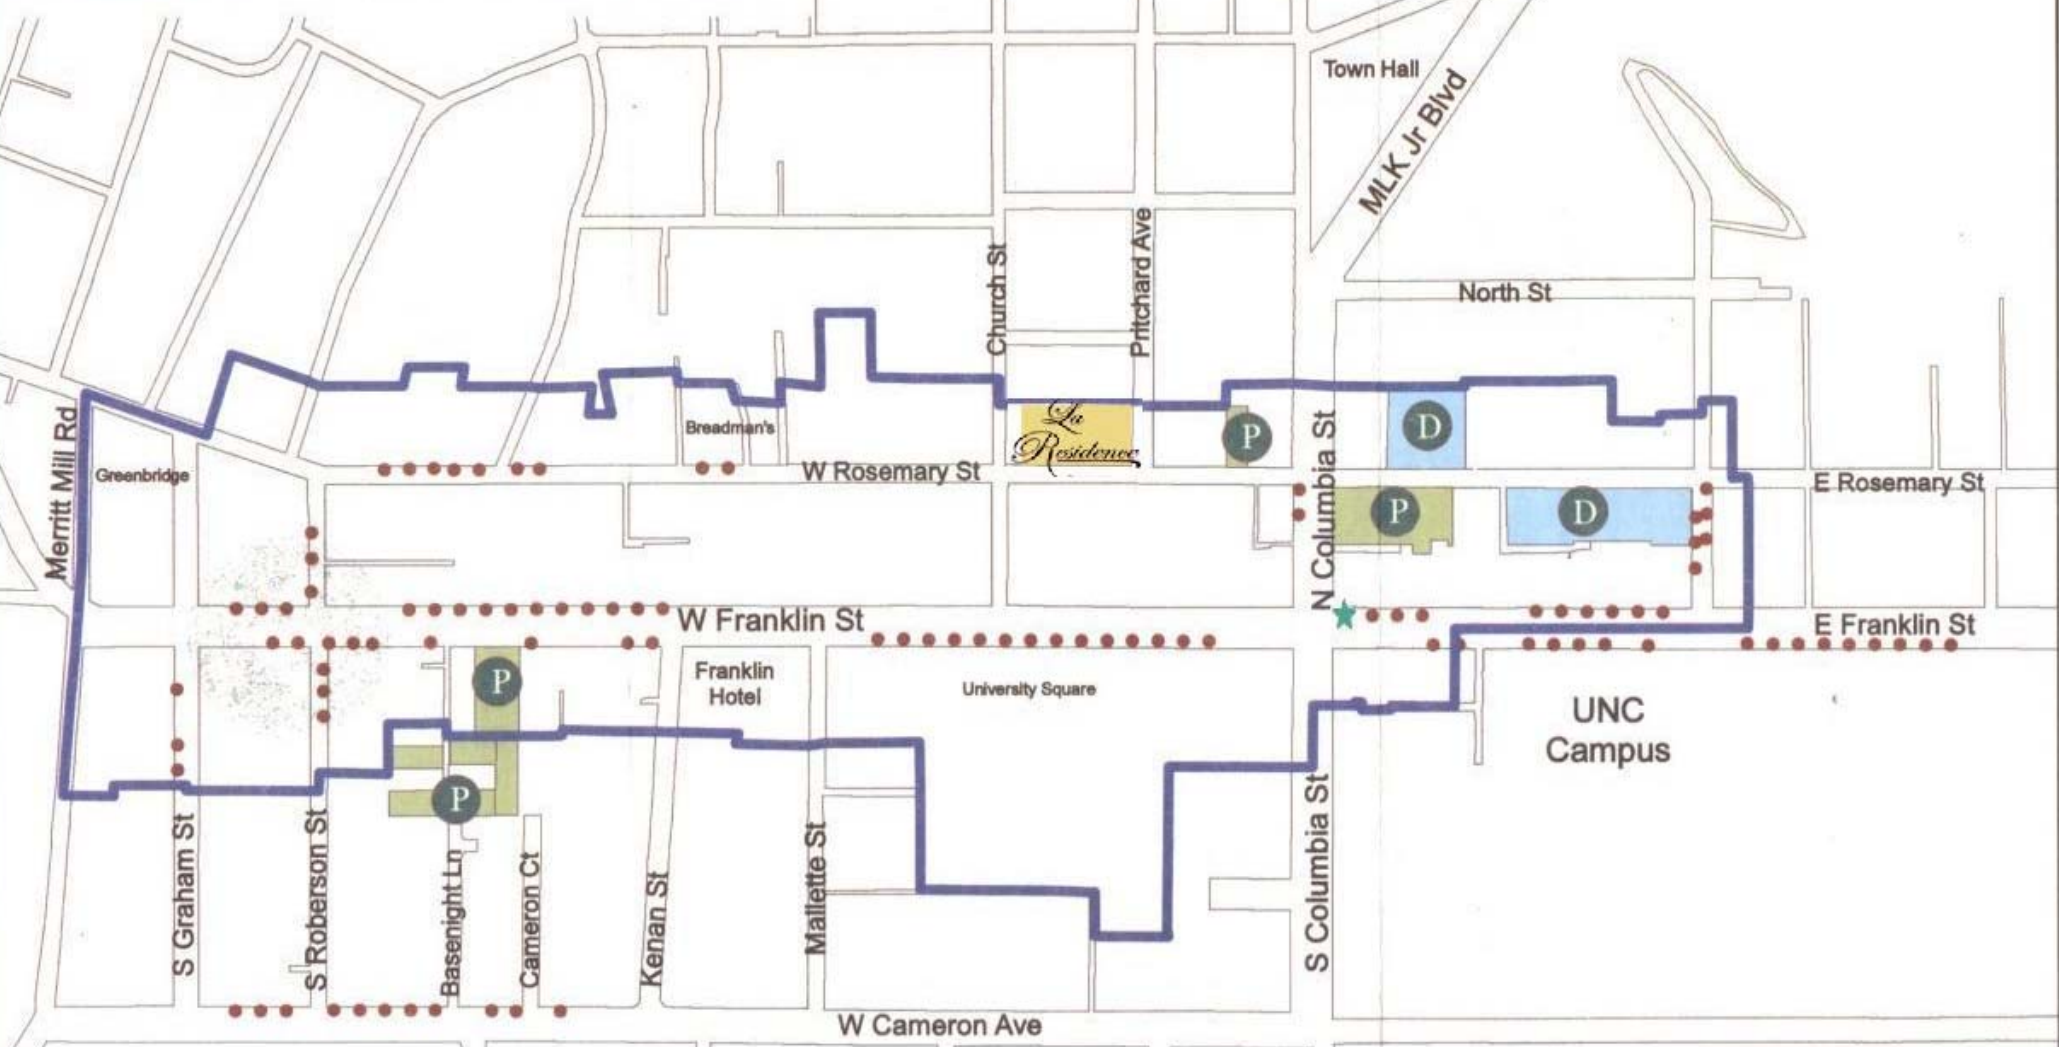 Town Hall
MLK Jr Blvd
North St
Church St
Pritchard Ave
Merritt Mill Rd
Greenbridge
Breadman's
La
Residence
P
D
W Rosemary St
N Columbia St
P
D
E Rosemary St
W Franklin St
E Franklin St
P
Franklin
Hotel
University Square
UNC
Campus
P
S Graham St
S Roberson St
Basenight Ln
Cameron Ct
Kenan St
Mallette St
S Columbia St
W Cameron Ave